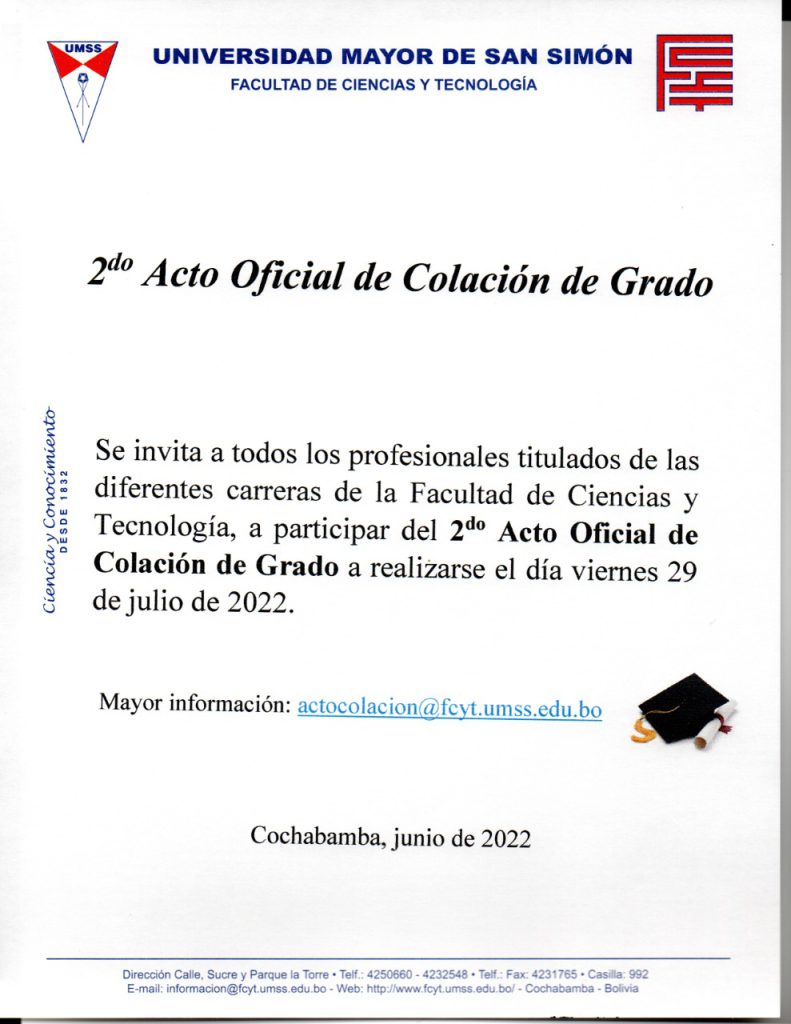 UMSS
UNIVERSIDAD MAYOR DE SAN SIMÓN
FACULTAD DE CIENCIAS Y TECNOLOGÍA
2do Acto Oficial de Colación de Grado
Ciencia y Conocimiento
DESDE 1832
Se invita a todos los profesionales titulados de las
diferentes carreras de la Facultad de Ciencias y
Tecnología, a participar del 2do Acto Oficial de
Colación de Grado a realizarse el día viernes 29
de julio de 2022.
Mayor información: actocolacion@fcyt.umss.edu.bo
Cochabamba, junio de 2022
Dirección Calle, Sucre y Parque la Torre • Telf.: 4250660 - 4232548 • Telf.: Fax: 4231765 • Casilla: 992
E-mail: informacion@fcyt.umss.edu.bo - Web: http://www.fcyt.umss.edu.bo/ - Cochabamba - Bolivia